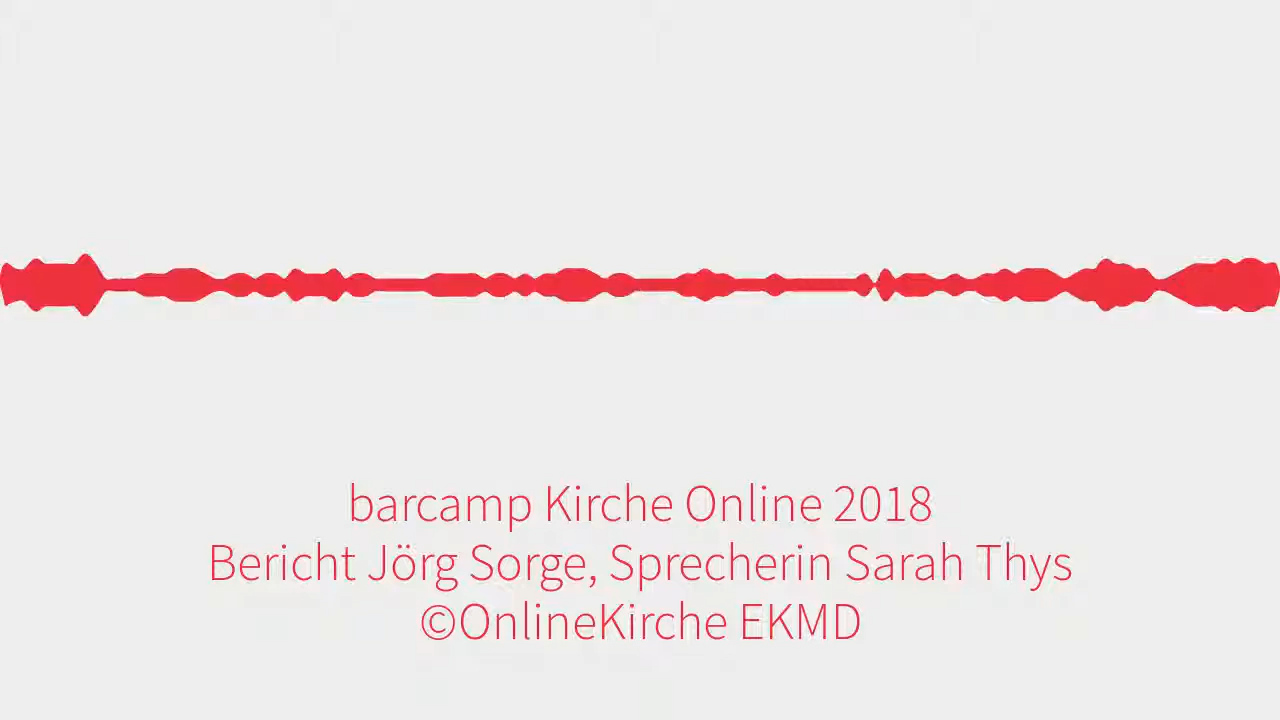 barcamp Kirche Online 2018
Bericht Jörg Sorge, Sprecherin Sarah Thys
©OnlineKirche EKMD